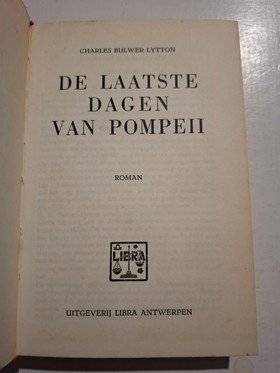 CHARLES BULWER LYTTON
DE LAATSTE
DAGEN
VAN POMPEII
ROMAN
LIBRA
UITGEVERIJ LIBRA ANTWERPEN